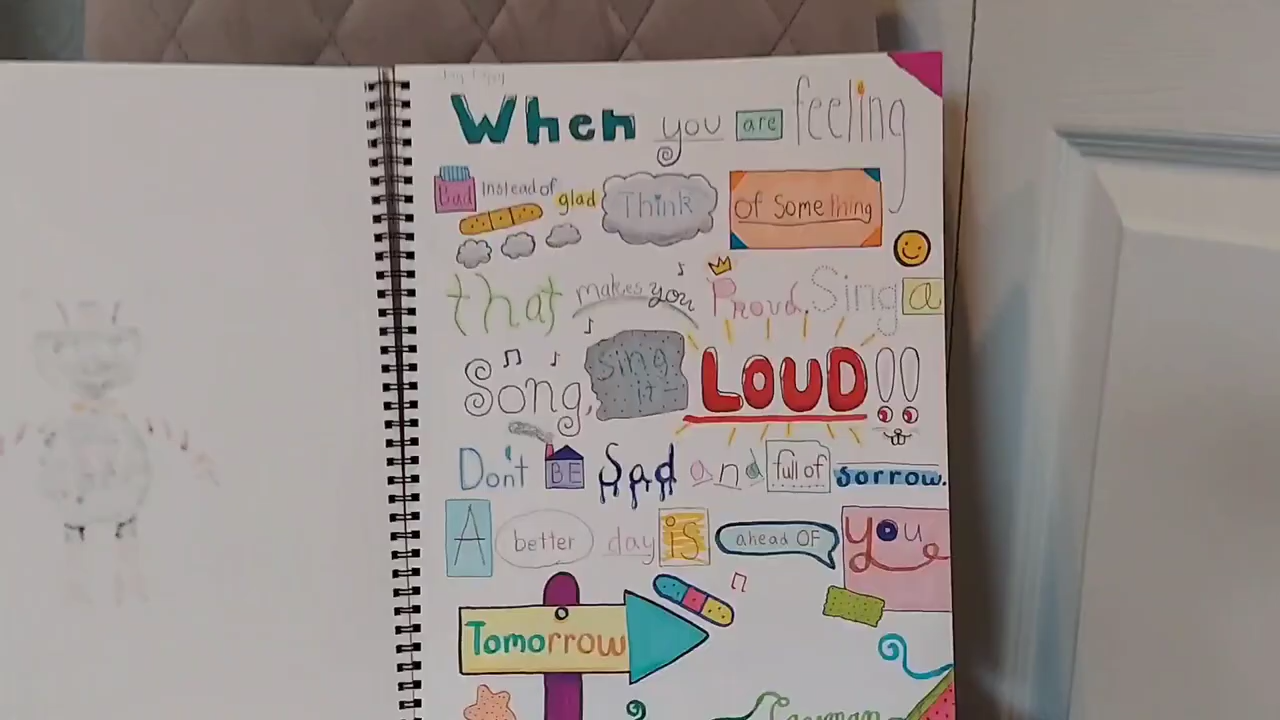 When you are feeling
Bad instead of glad Think of something
that makes you Proud. Sing a
Song, sing it LOUD!!
Don't BE Sad and full of sorrow.
A better day is ahead OF you
Tomorrow